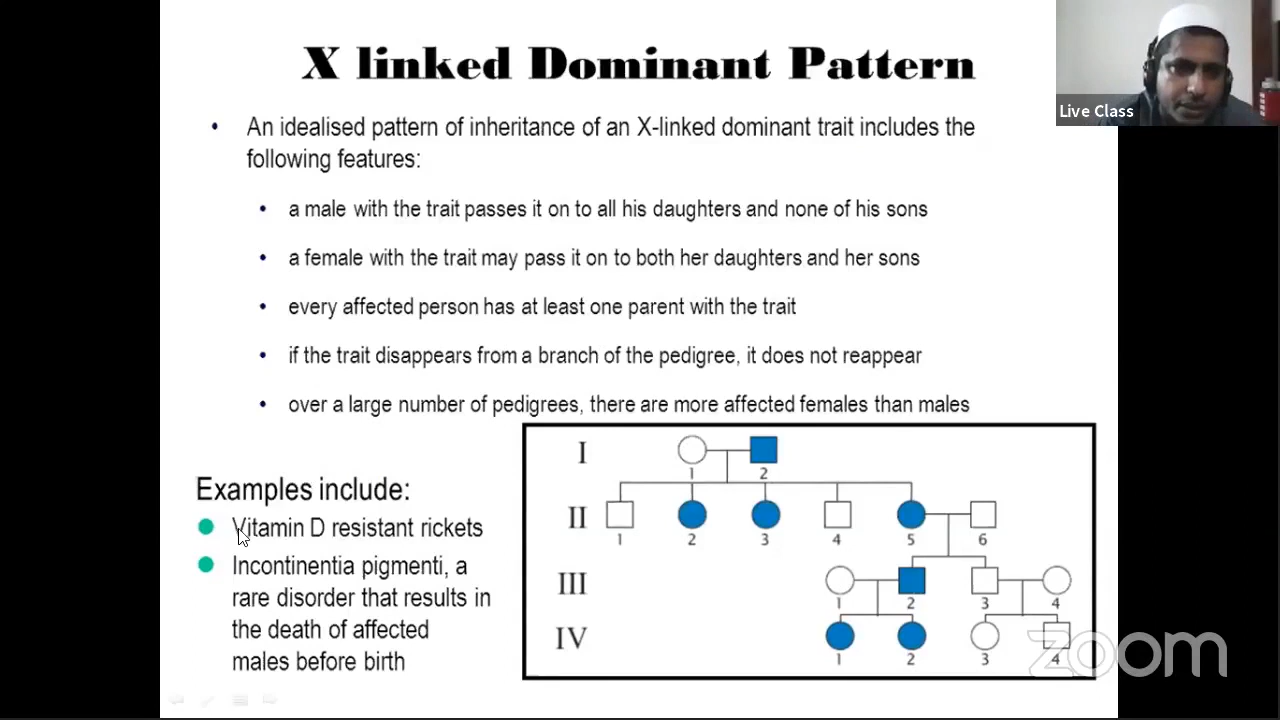 X linked Dominant Pattern
Live Class
• An idealised pattern of inheritance of an X-linked dominant trait includes the
following features:
• a male with the trait passes it on to all his daughters and none of his sons
• a female with the trait may pass it on to both her daughters and her sons
• every affected person has at least one parent with the trait
• if the trait disappears from a branch of the pedigree, it does not reappear
• over a large number of pedigrees, there are more affected females than males
Examples include:
Vitamin D resistant rickets
Incontinentia pigmenti, a
rare disorder that results in
the death of affected
males before birth
I
1 2
II
1 2 3 4 5 6
III
1 2 3 4
IV
1 2 3 4
zoom